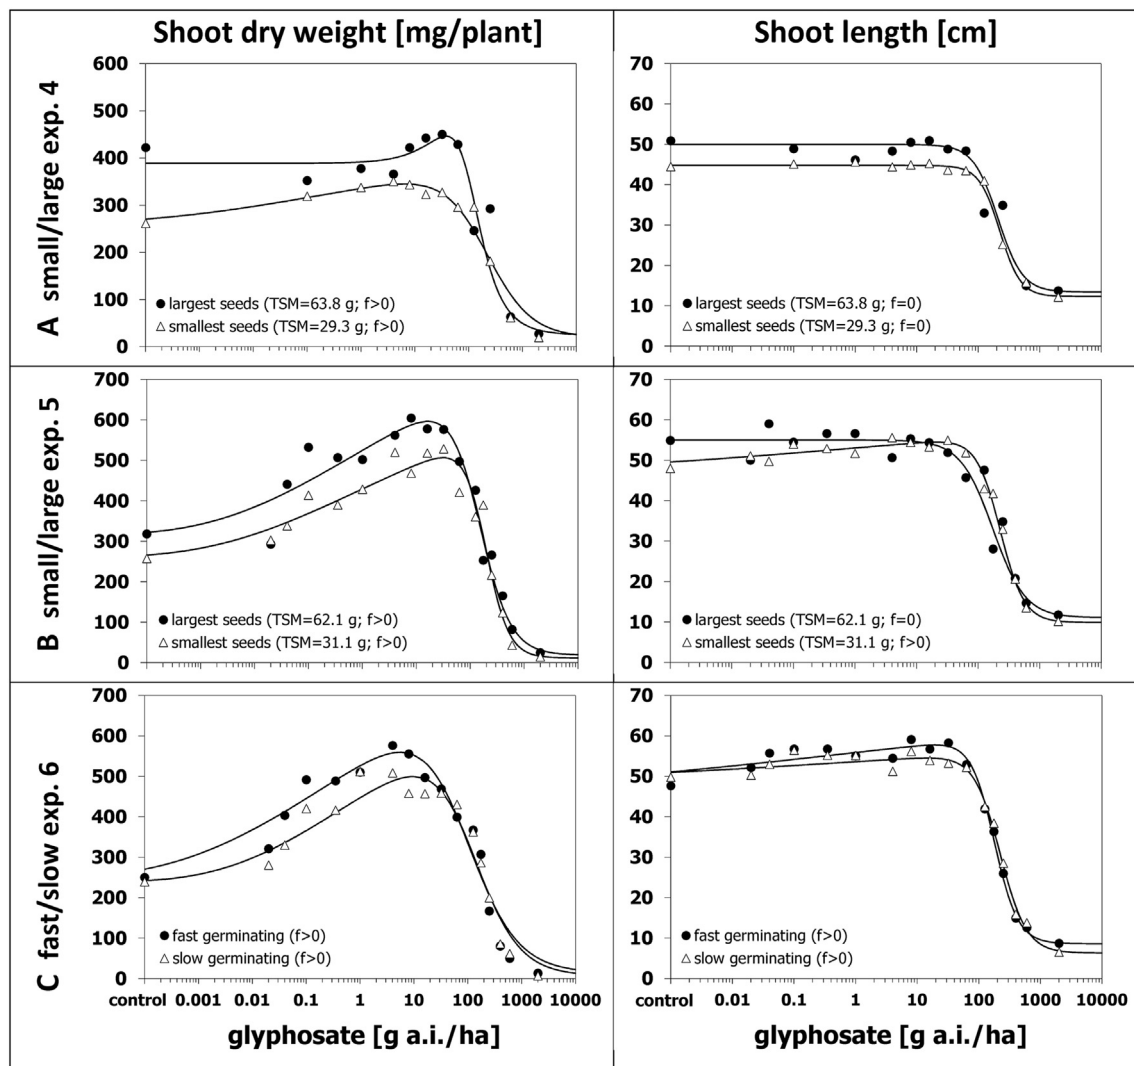 Shoot dry weight [mg/plant]
Shoot length [cm]
A small/large exp. 4
600
500
400
300
200
100
0
● largest seeds (TSM=63.8 g; f>0)
△ smallest seeds (TSM=29.3 g; f>0)
70
60
50
40
30
20
10
0
● largest seeds (TSM=63.8 g; f=0)
△ smallest seeds (TSM=29.3 g; f=0)
B small/large exp. 5
700
600
500
400
300
200
100
0
● largest seeds (TSM=62.1 g; f>0)
△ smallest seeds (TSM=31.1 g; f>0)
70
60
50
40
30
20
10
0
● largest seeds (TSM=62.1 g; f=0)
△ smallest seeds (TSM=31.1 g; f>0)
C fast/slow exp. 6
700
600
500
400
300
200
100
0
● fast germinating (f>0)
△ slow germinating (f>0)
control 0.001 0.01 0.1 1 10 100 1000 10000
glyphosate [g a.i./ha]
70
60
50
40
30
20
10
0
● fast germinating (f>0)
△ slow germinating (f>0)
control 0.01 0.1 1 10 100 1000 10000
glyphosate [g a.i./ha]